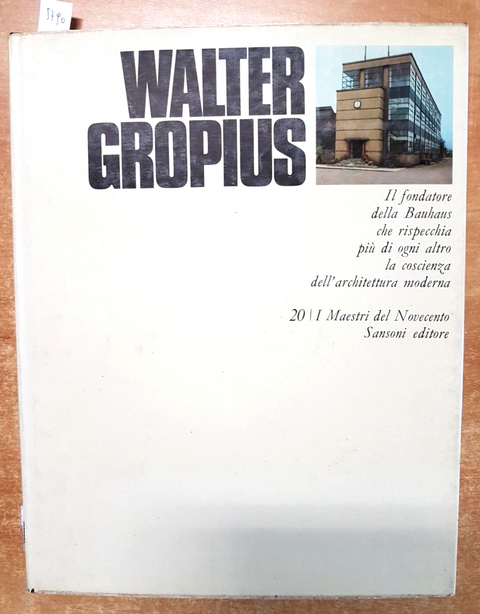 5790
WALTER
GROPIUS
Il fondatore
della Bauhaus
che rispecchia
più di ogni altro
la coscienza
dell'architettura moderna
20 | I Maestri del Novecento
Sansoni editore